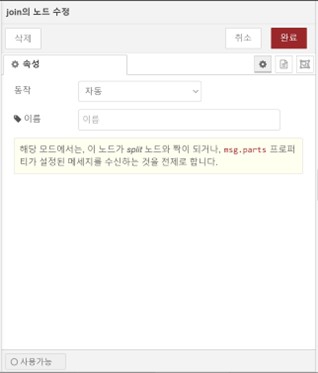 join의 노드 수정
삭제
취소
완료
속성
동작
자동
이름
이름
해당 모드에서는, 이 노드가 split 노드와 짝이 되거나, msg.parts 프로퍼
티가 설정된 메세지를 수신하는 것을 전제로 합니다.
사용가능